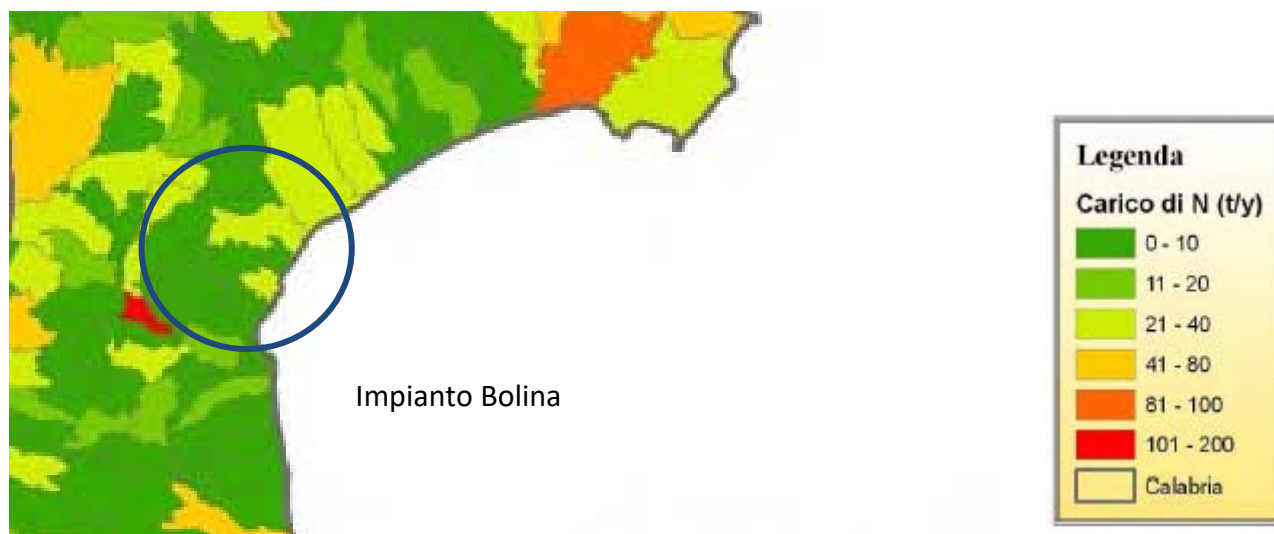 Impianto Bolina
Legenda
Carico di N (t/y)
0 - 10
11 - 20
21 - 40
41 - 80
81 - 100
101 - 200
Calabria